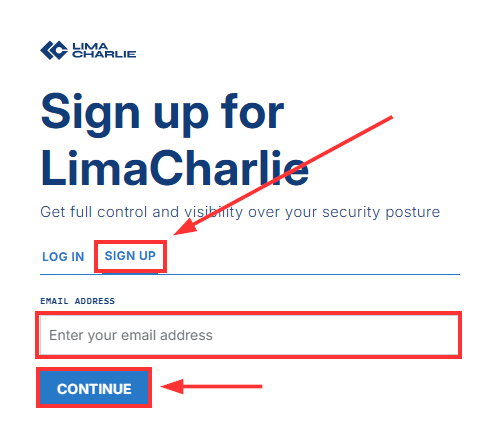 LIMA
CHARLIE
Sign up for
LimaCharlie
Get full control and visibility over your security posture
LOG IN SIGN UP
EMAIL ADDRESS
Enter your email address
CONTINUE